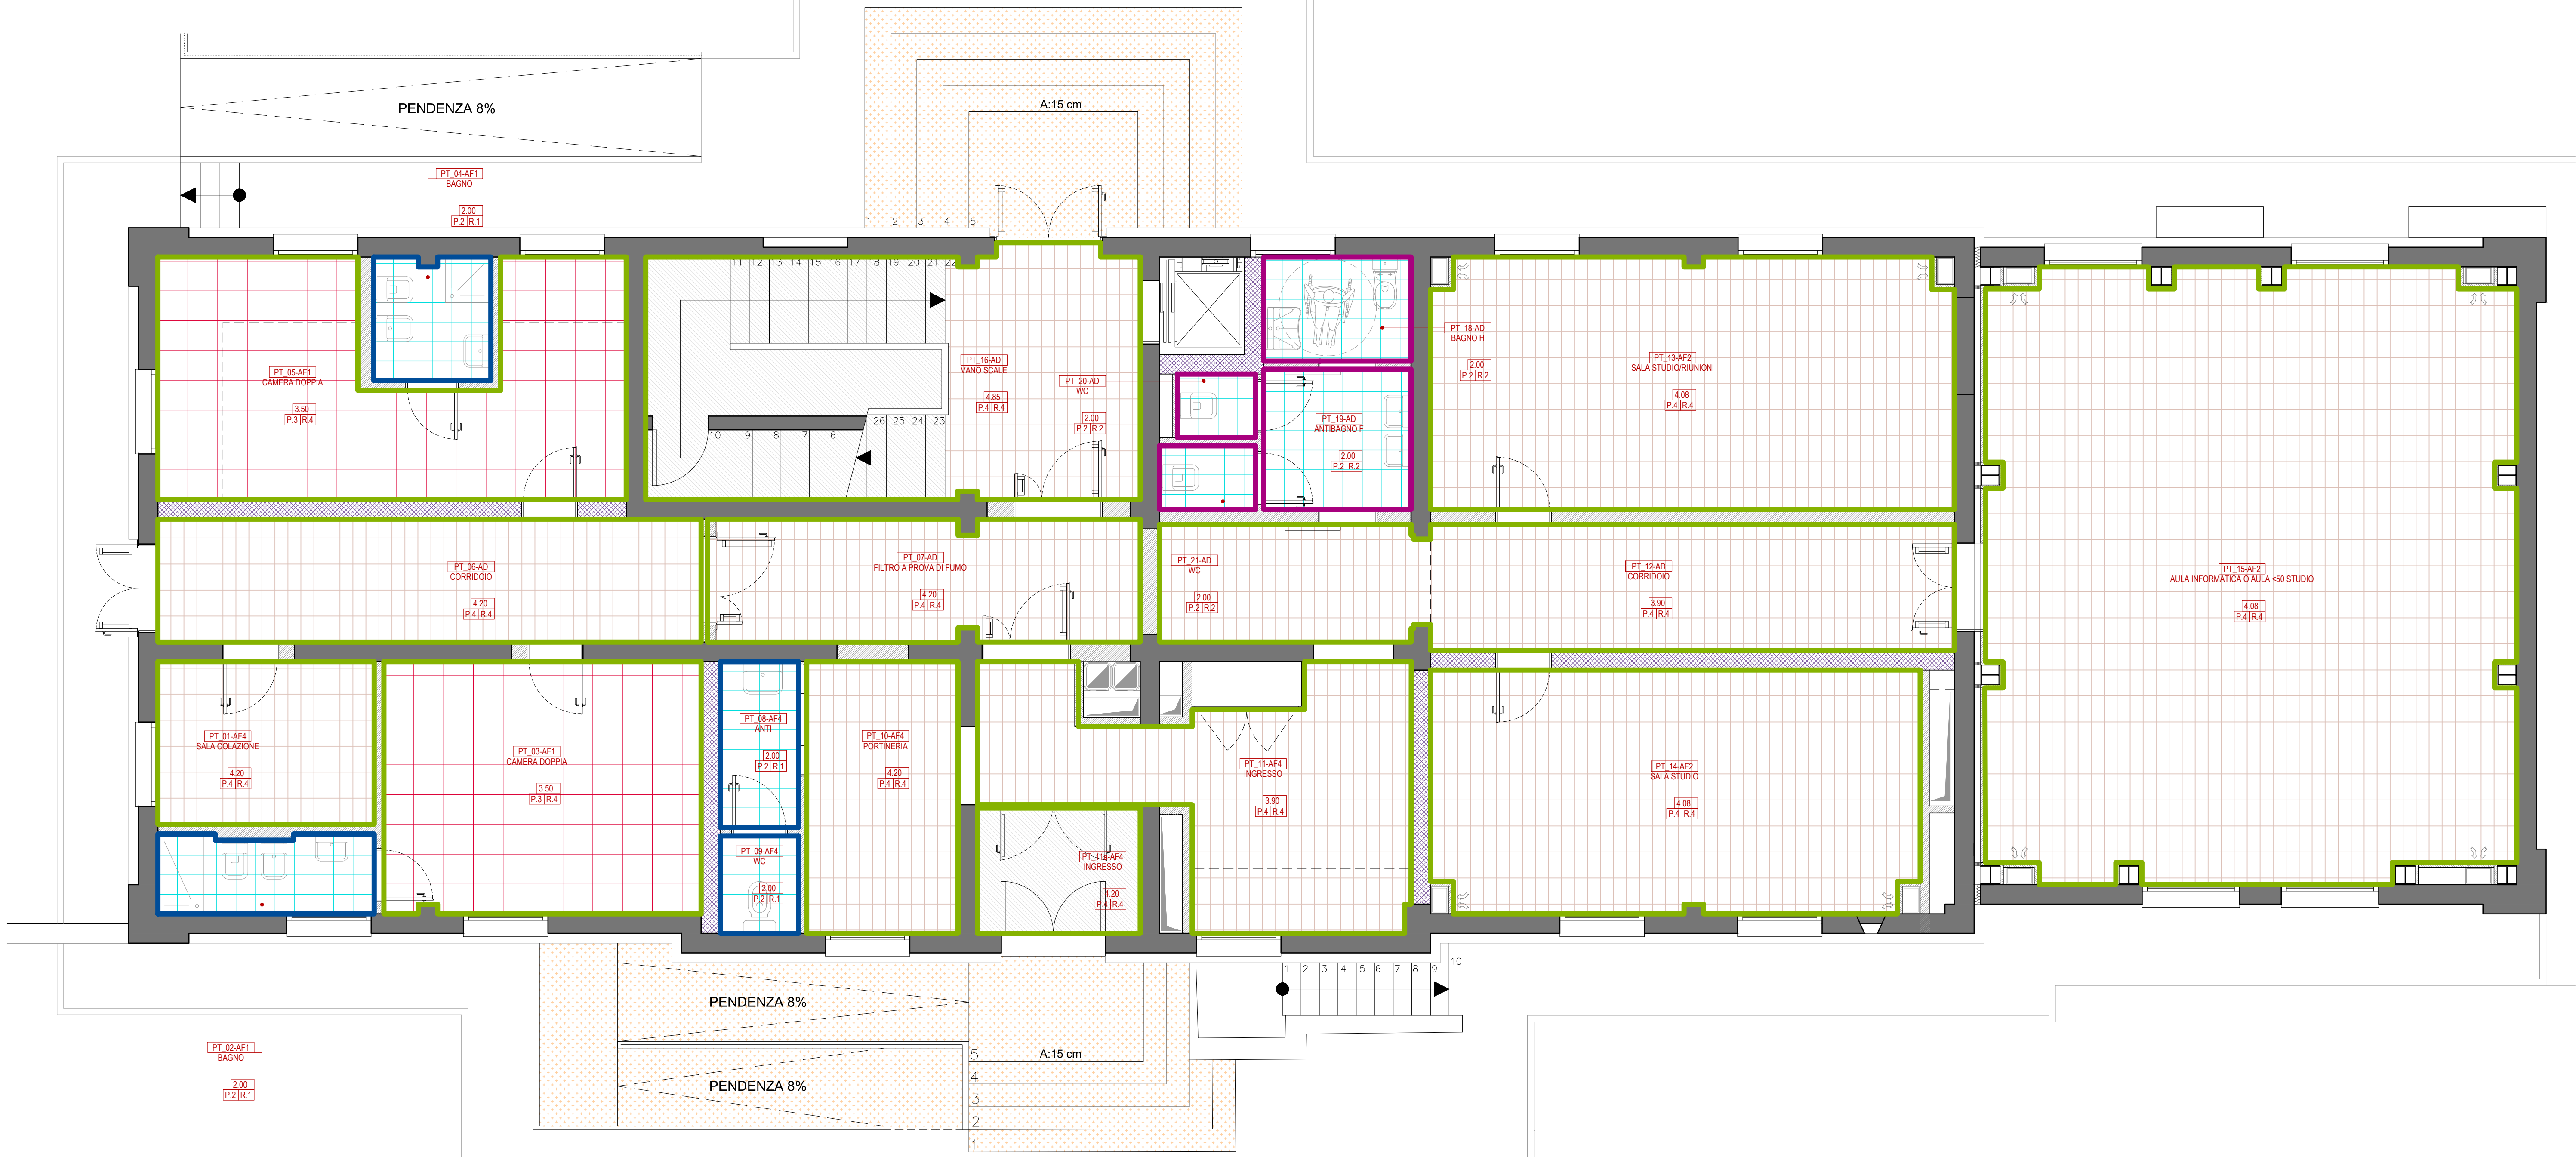 PENDENZA 8%
A:15 cm
PT_04-AF1
BAGNO
2.00
P.2 R.1
1 2 3 4 5
11 12 13 14 15 16 17 18 19 20 21 22
PT_05-AF1
CAMERA DOPPIA
3.50
P.3 R.4
PT_16-AD
VANO SCALE
4.85
P.4 R.4
PT_20-AD
WC
2.00
P.2 R.2
10 9 8 7 6
26 25 24 23
PT_18-AD
BAGNO H
2.00
P.2 R.2
PT_19-AD
ANTIBAGNO F
2.00
P.2 R.2
PT_13-AF2
SALA STUDIO/RIUNIONI
4.08
P.4 R.4
PT_06-AD
CORRIDOIO
4.20
P.4 R.4
PT_07-AD
FILTRO A PROVA DI FUMO
4.20
P.4 R.4
PT_21-AD
WC
2.00
P.2 R.2
PT_12-AD
CORRIDOIO
3.90
P.4 R.4
PT_15-AF2
AULA INFORMATICA O AULA <50 STUDIO
4.08
P.4 R.4
PT_01-AF4
SALA COLAZIONE
4.20
P.4 R.4
PT_03-AF1
CAMERA DOPPIA
3.50
P.3 R.4
PT_08-AF4
ANTI
2.00
P.2 R.1
PT_09-AF4
WC
2.00
P.2 R.1
PT_10-AF4
PORTINERIA
4.20
P.4 R.4
PT_11-AF4
INGRESSO
3.90
P.4 R.4
INGRESSO
4.20
P.4 R.4
PT_14-AF2
SALA STUDIO
4.08
P.4 R.4
1 2 3 4 5 6 7 8 9 10
PENDENZA 8%
PT_02-AF1
BAGNO
2.00
P.2 R.1
A:15 cm
PENDENZA 8%
5
4
3
2
1